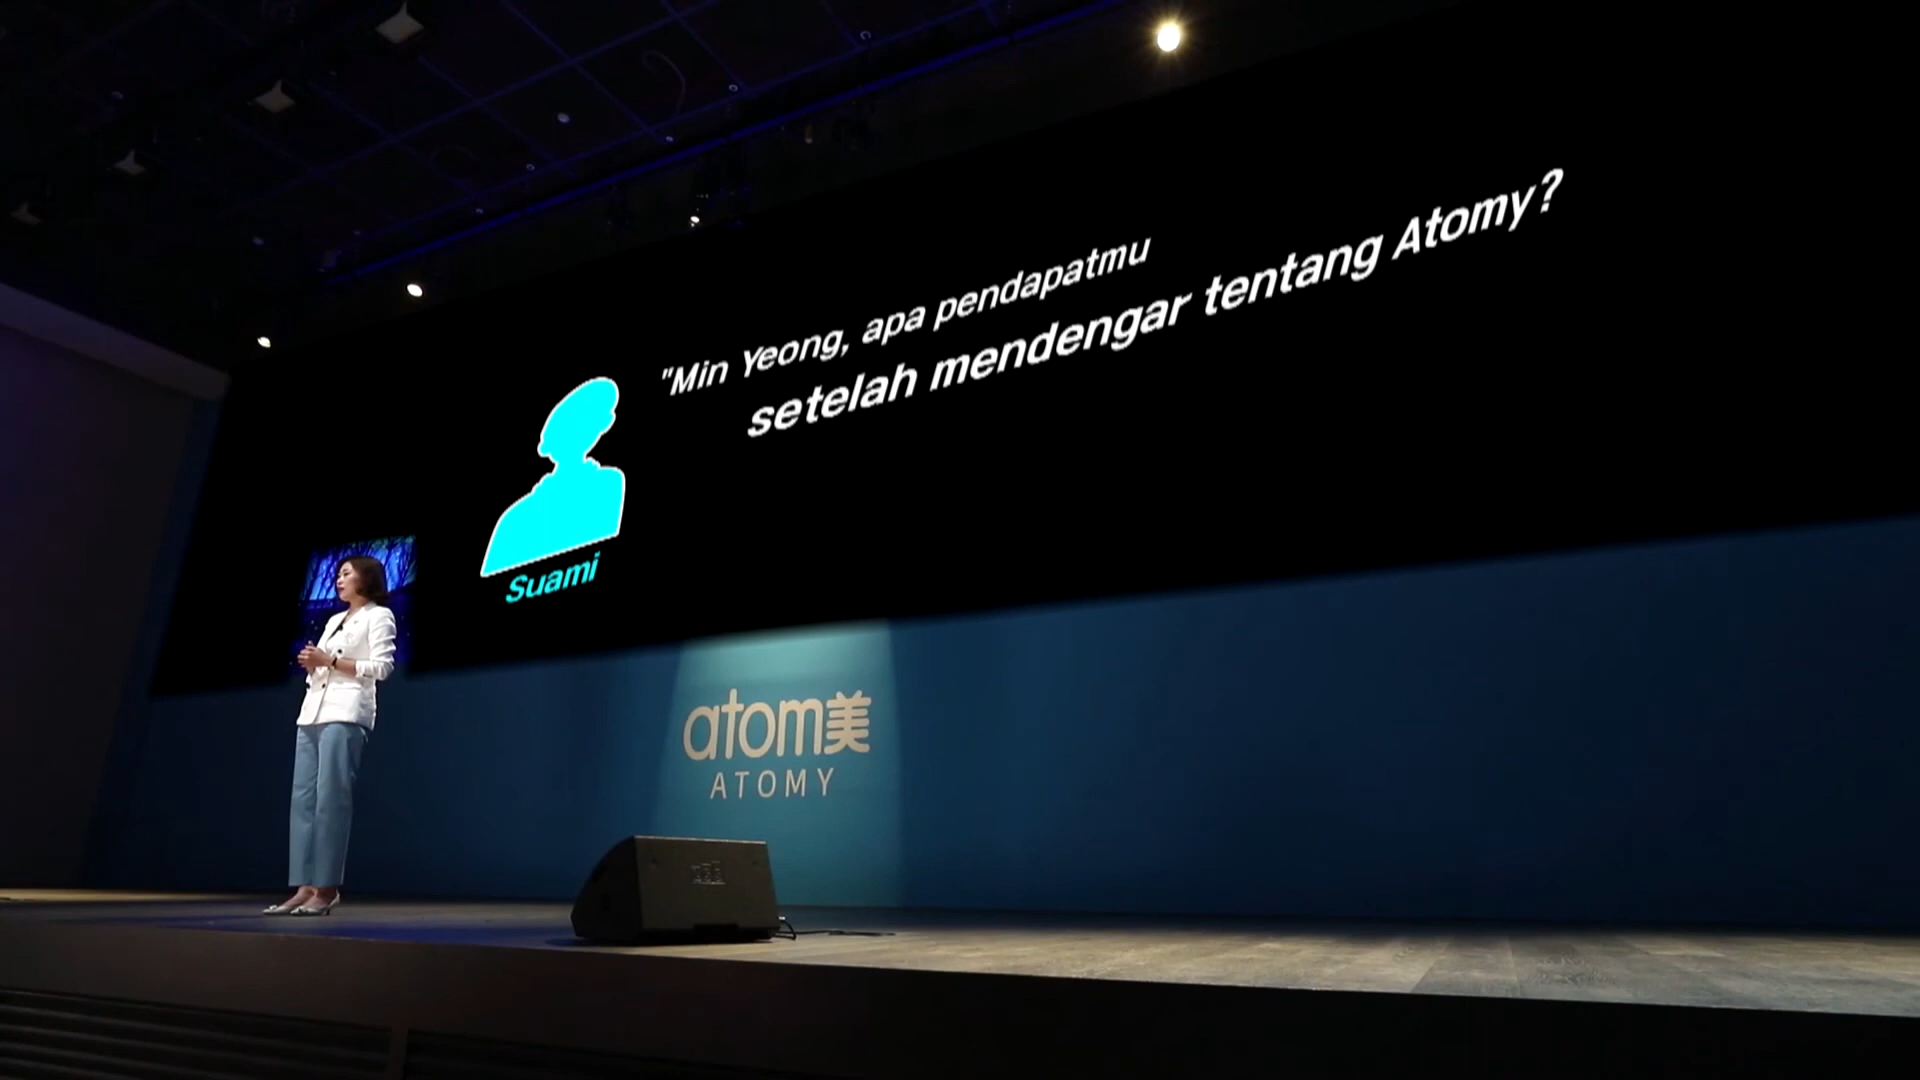 "Min Yeong, apa pendapatmu
setelah mendengar tentang Atomy?
Suami
atom美
ATOMY